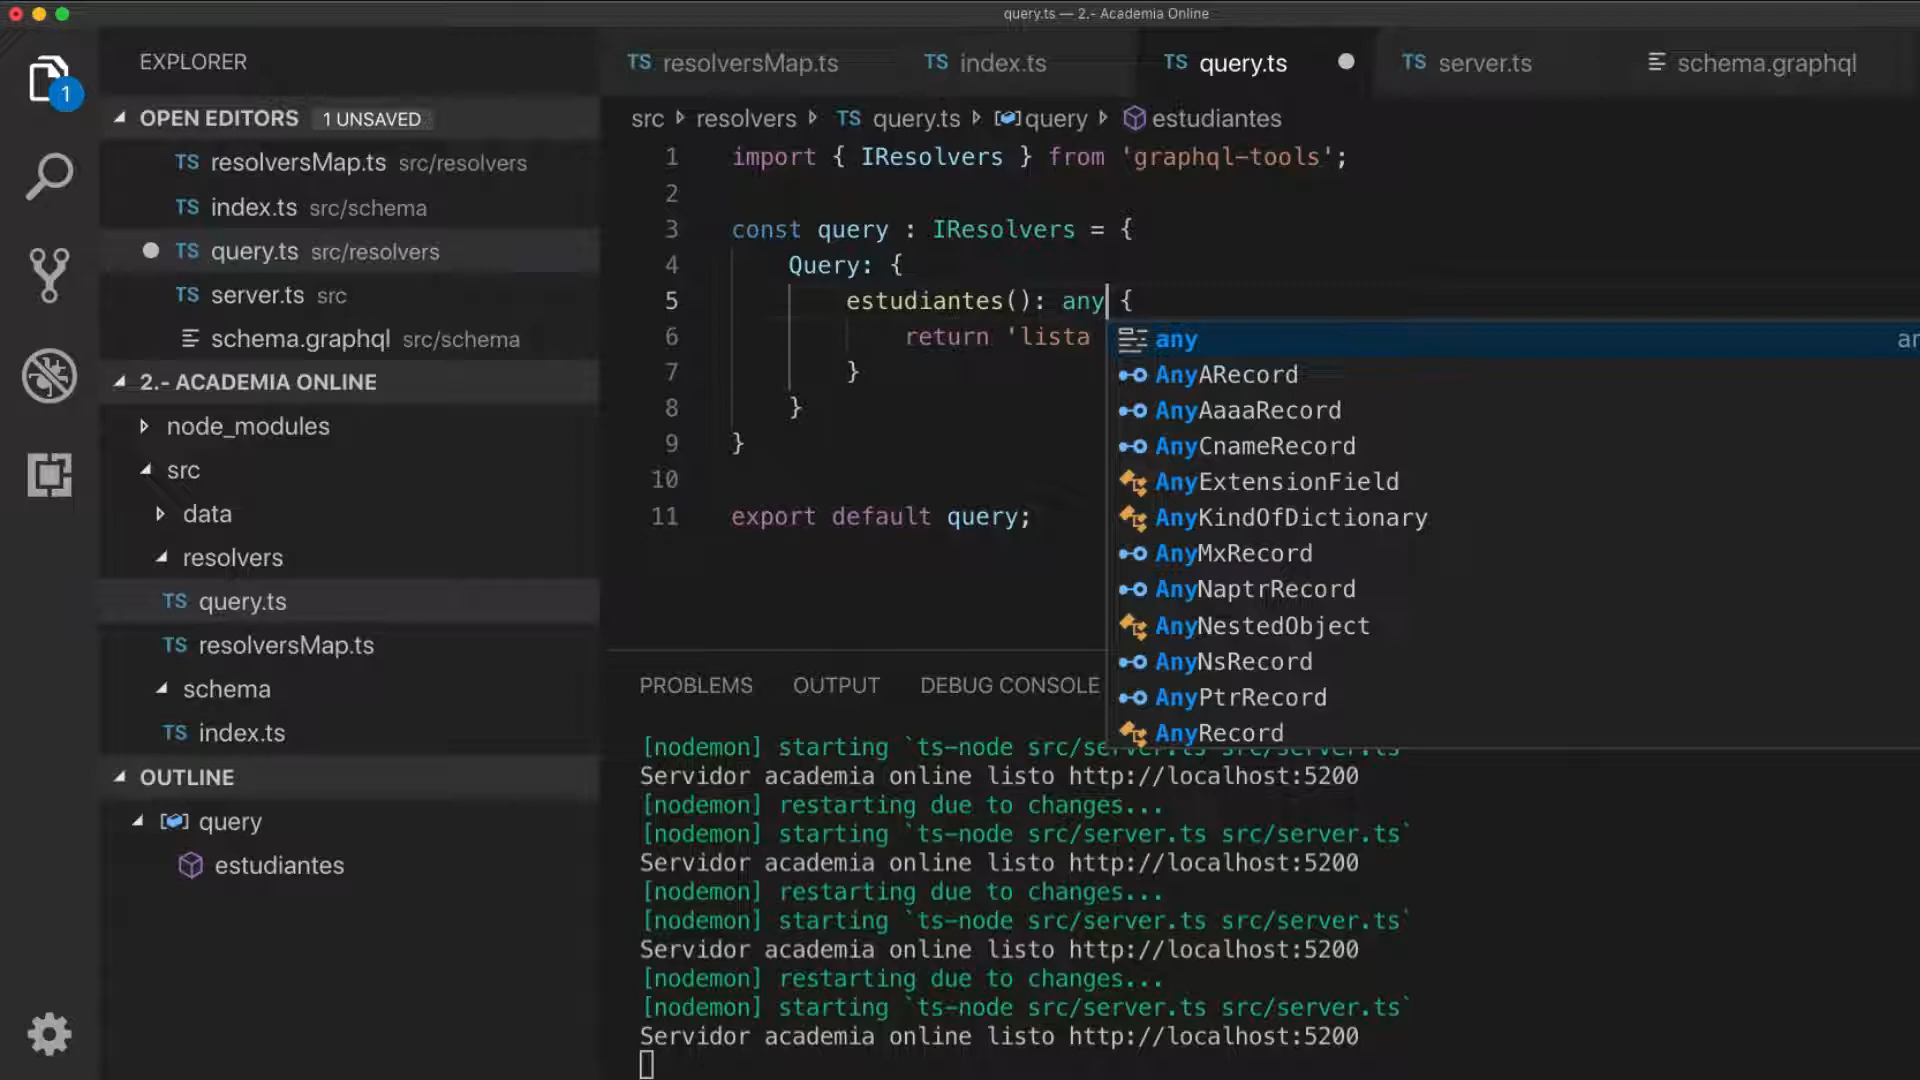 query.ts — 2.- Academia Online
EXPLORER
OPEN EDITORS 1 UNSAVED
TS resolversMap.ts src/resolvers
TS index.ts src/schema
TS query.ts src/resolvers
TS server.ts src
schema.graphql src/schema
2.- ACADEMIA ONLINE
node_modules
src
data
resolvers
TS query.ts
TS resolversMap.ts
schema
TS index.ts
OUTLINE
query
estudiantes
1
TS resolversMap.ts TS index.ts TS query.ts TS server.ts schema.graphql
src resolvers TS query.ts query estudiantes
1 import { IResolvers } from 'graphql-tools';
2
3 const query : IResolvers = {
4 Query: {
5 estudiantes(): any {
6 return 'lista
7 }
8 }
9 }
10
11 export default query;
any
AnyARecord
AnyAaaaRecord
AnyCnameRecord
AnyExtensionField
AnyKindOfDictionary
AnyMxRecord
AnyNaptrRecord
AnyNestedObject
AnyNsRecord
AnyPtrRecord
AnyRecord
PROBLEMS OUTPUT DEBUG CONSOLE
[nodemon] starting `ts-node src/server.ts src/server.ts`
Servidor academia online listo http://localhost:5200
[nodemon] restarting due to changes...
[nodemon] starting `ts-node src/server.ts src/server.ts`
Servidor academia online listo http://localhost:5200
[nodemon] restarting due to changes...
[nodemon] starting `ts-node src/server.ts src/server.ts`
Servidor academia online listo http://localhost:5200
[nodemon] restarting due to changes...
[nodemon] starting `ts-node src/server.ts src/server.ts`
Servidor academia online listo http://localhost:5200